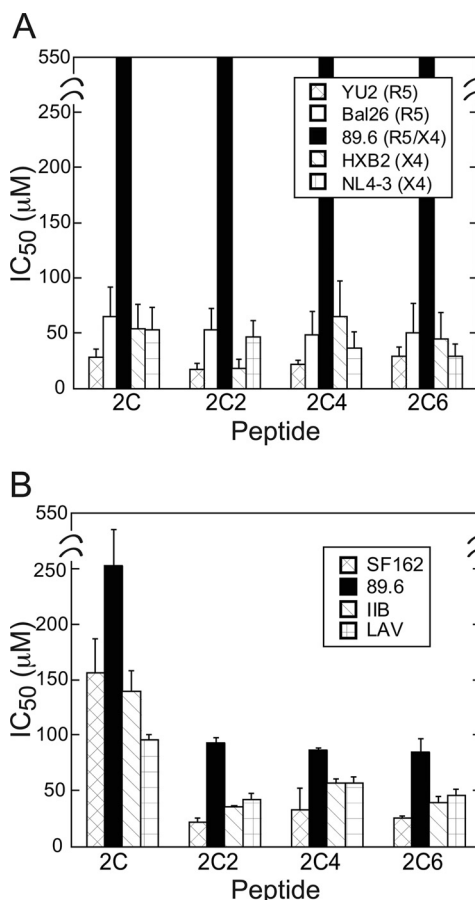 A
550
250
200
150
100
50
0
IC50 (µM)
YU2 (R5)
Bal26 (R5)
89.6 (R5/X4)
HXB2 (X4)
NL4-3 (X4)
2C 2C2 2C4 2C6
Peptide
B
550
250
200
150
100
50
0
IC50 (µM)
SF162
89.6
IIB
LAV
2C 2C2 2C4 2C6
Peptide